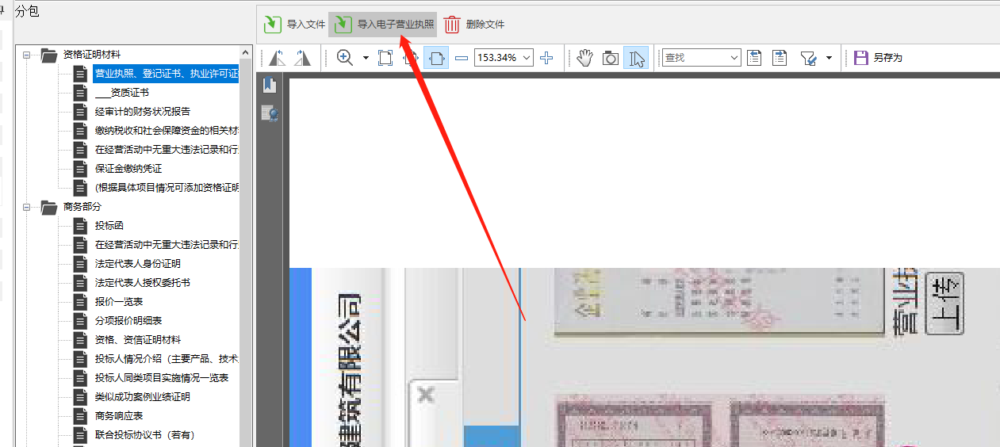 分包
导入文件 导入电子营业执照 删除文件
153.34% 查找 另存为
资格证明材料
营业执照、登记证书、执业许可证
___资质证书
经审计的财务状况报告
缴纳税收和社会保障资金的相关材
在经营活动中无重大违法记录和行
保证金缴纳凭证
(根据具体项目情况可添加资格证明
商务部分
投标函
在经营活动中无重大违法记录和行
法定代表人身份证明
法定代表人授权委托书
报价一览表
分项报价明细表
资格、资信证明材料
投标人情况介绍（主要产品、技术
投标人同类项目实施情况一览表
类似成功案例业绩证明
商务响应表
联合投标协议书（若有）
建筑有限公司
营业
上传